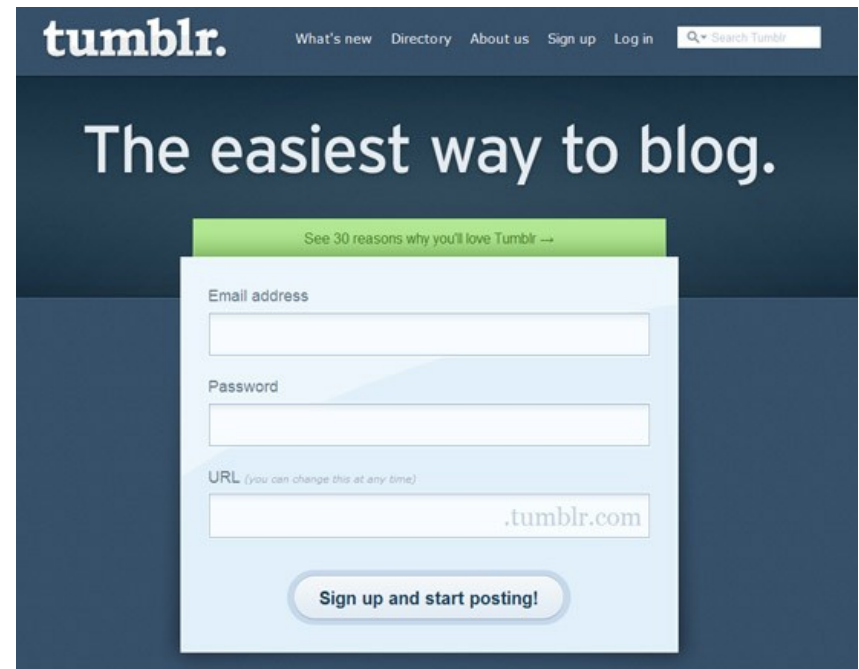 tumblr.
What's new Directory About us Sign up Log in Search Tumblr
The easiest way to blog.
See 30 reasons why you'll love Tumblr →
Email address
Password
URL (you can change this at any time)
.tumblr.com
Sign up and start posting!